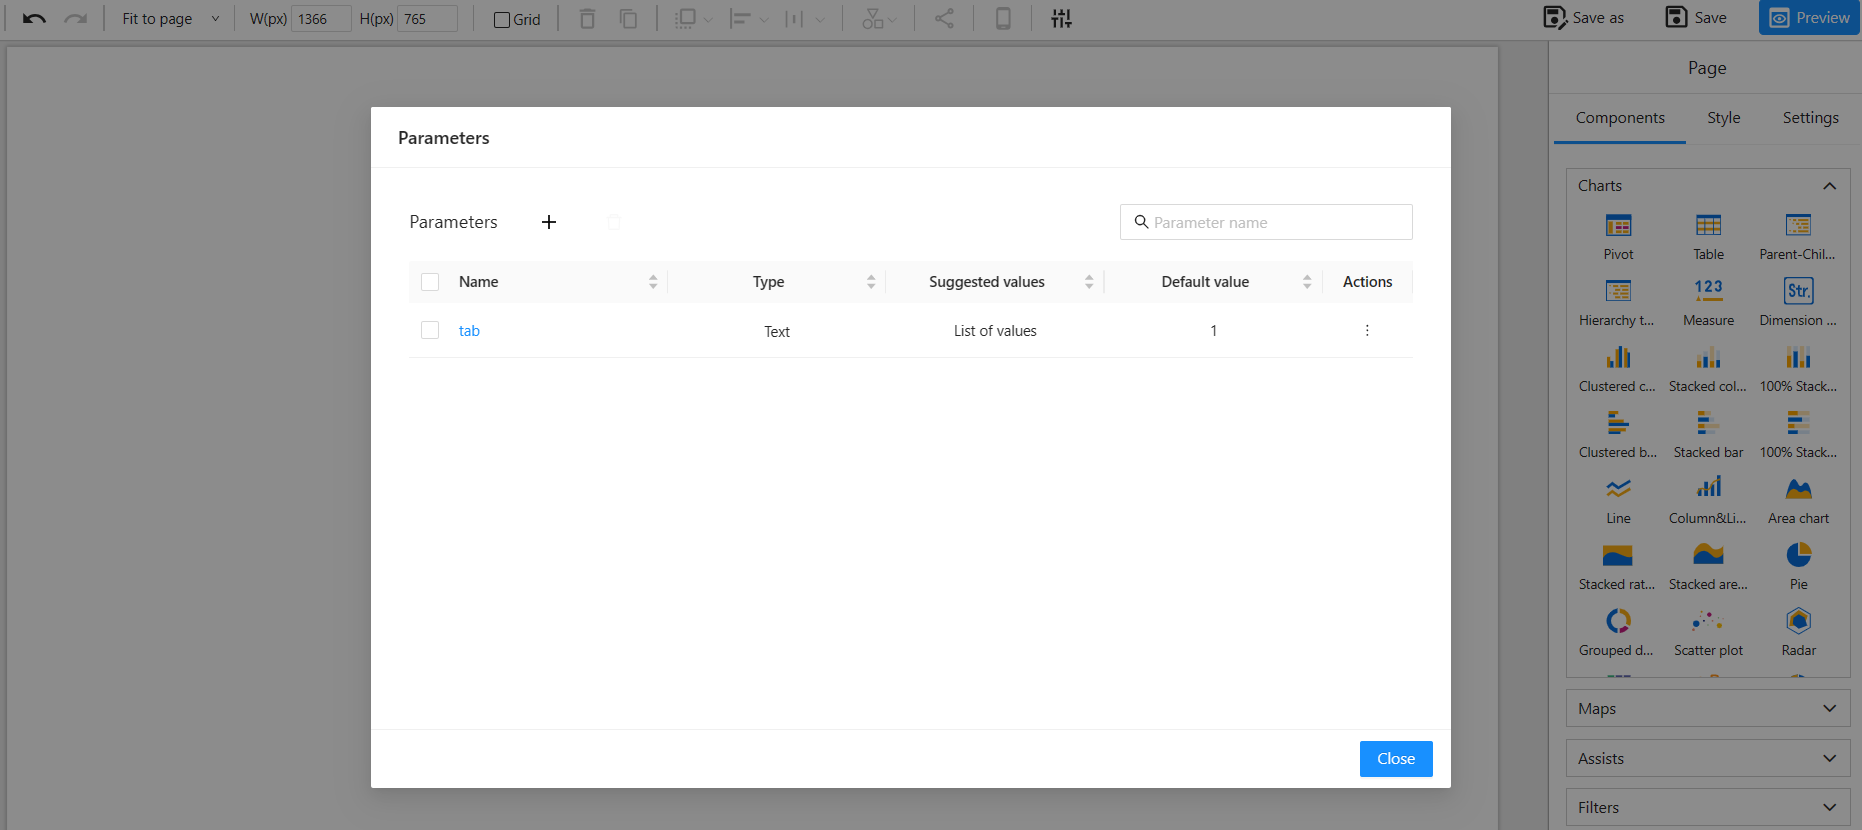 Fit to page W(px) 1366 H(px) 765 Grid Save as Save Preview
Page
Components Style Settings
Parameters
Parameters + Parameter name
Name Type Suggested values Default value Actions
tab Text List of values 1
Close
Charts
Pivot Table Parent-Chil...
123 Str.
Hierarchy t... Measure Dimension ...
Clustered c... Stacked col... 100% Stack...
Clustered b... Stacked bar 100% Stack...
Line Column&Li... Area chart
Stacked rat... Stacked are... Pie
Grouped d... Scatter plot Radar
Maps
Assists
Filters